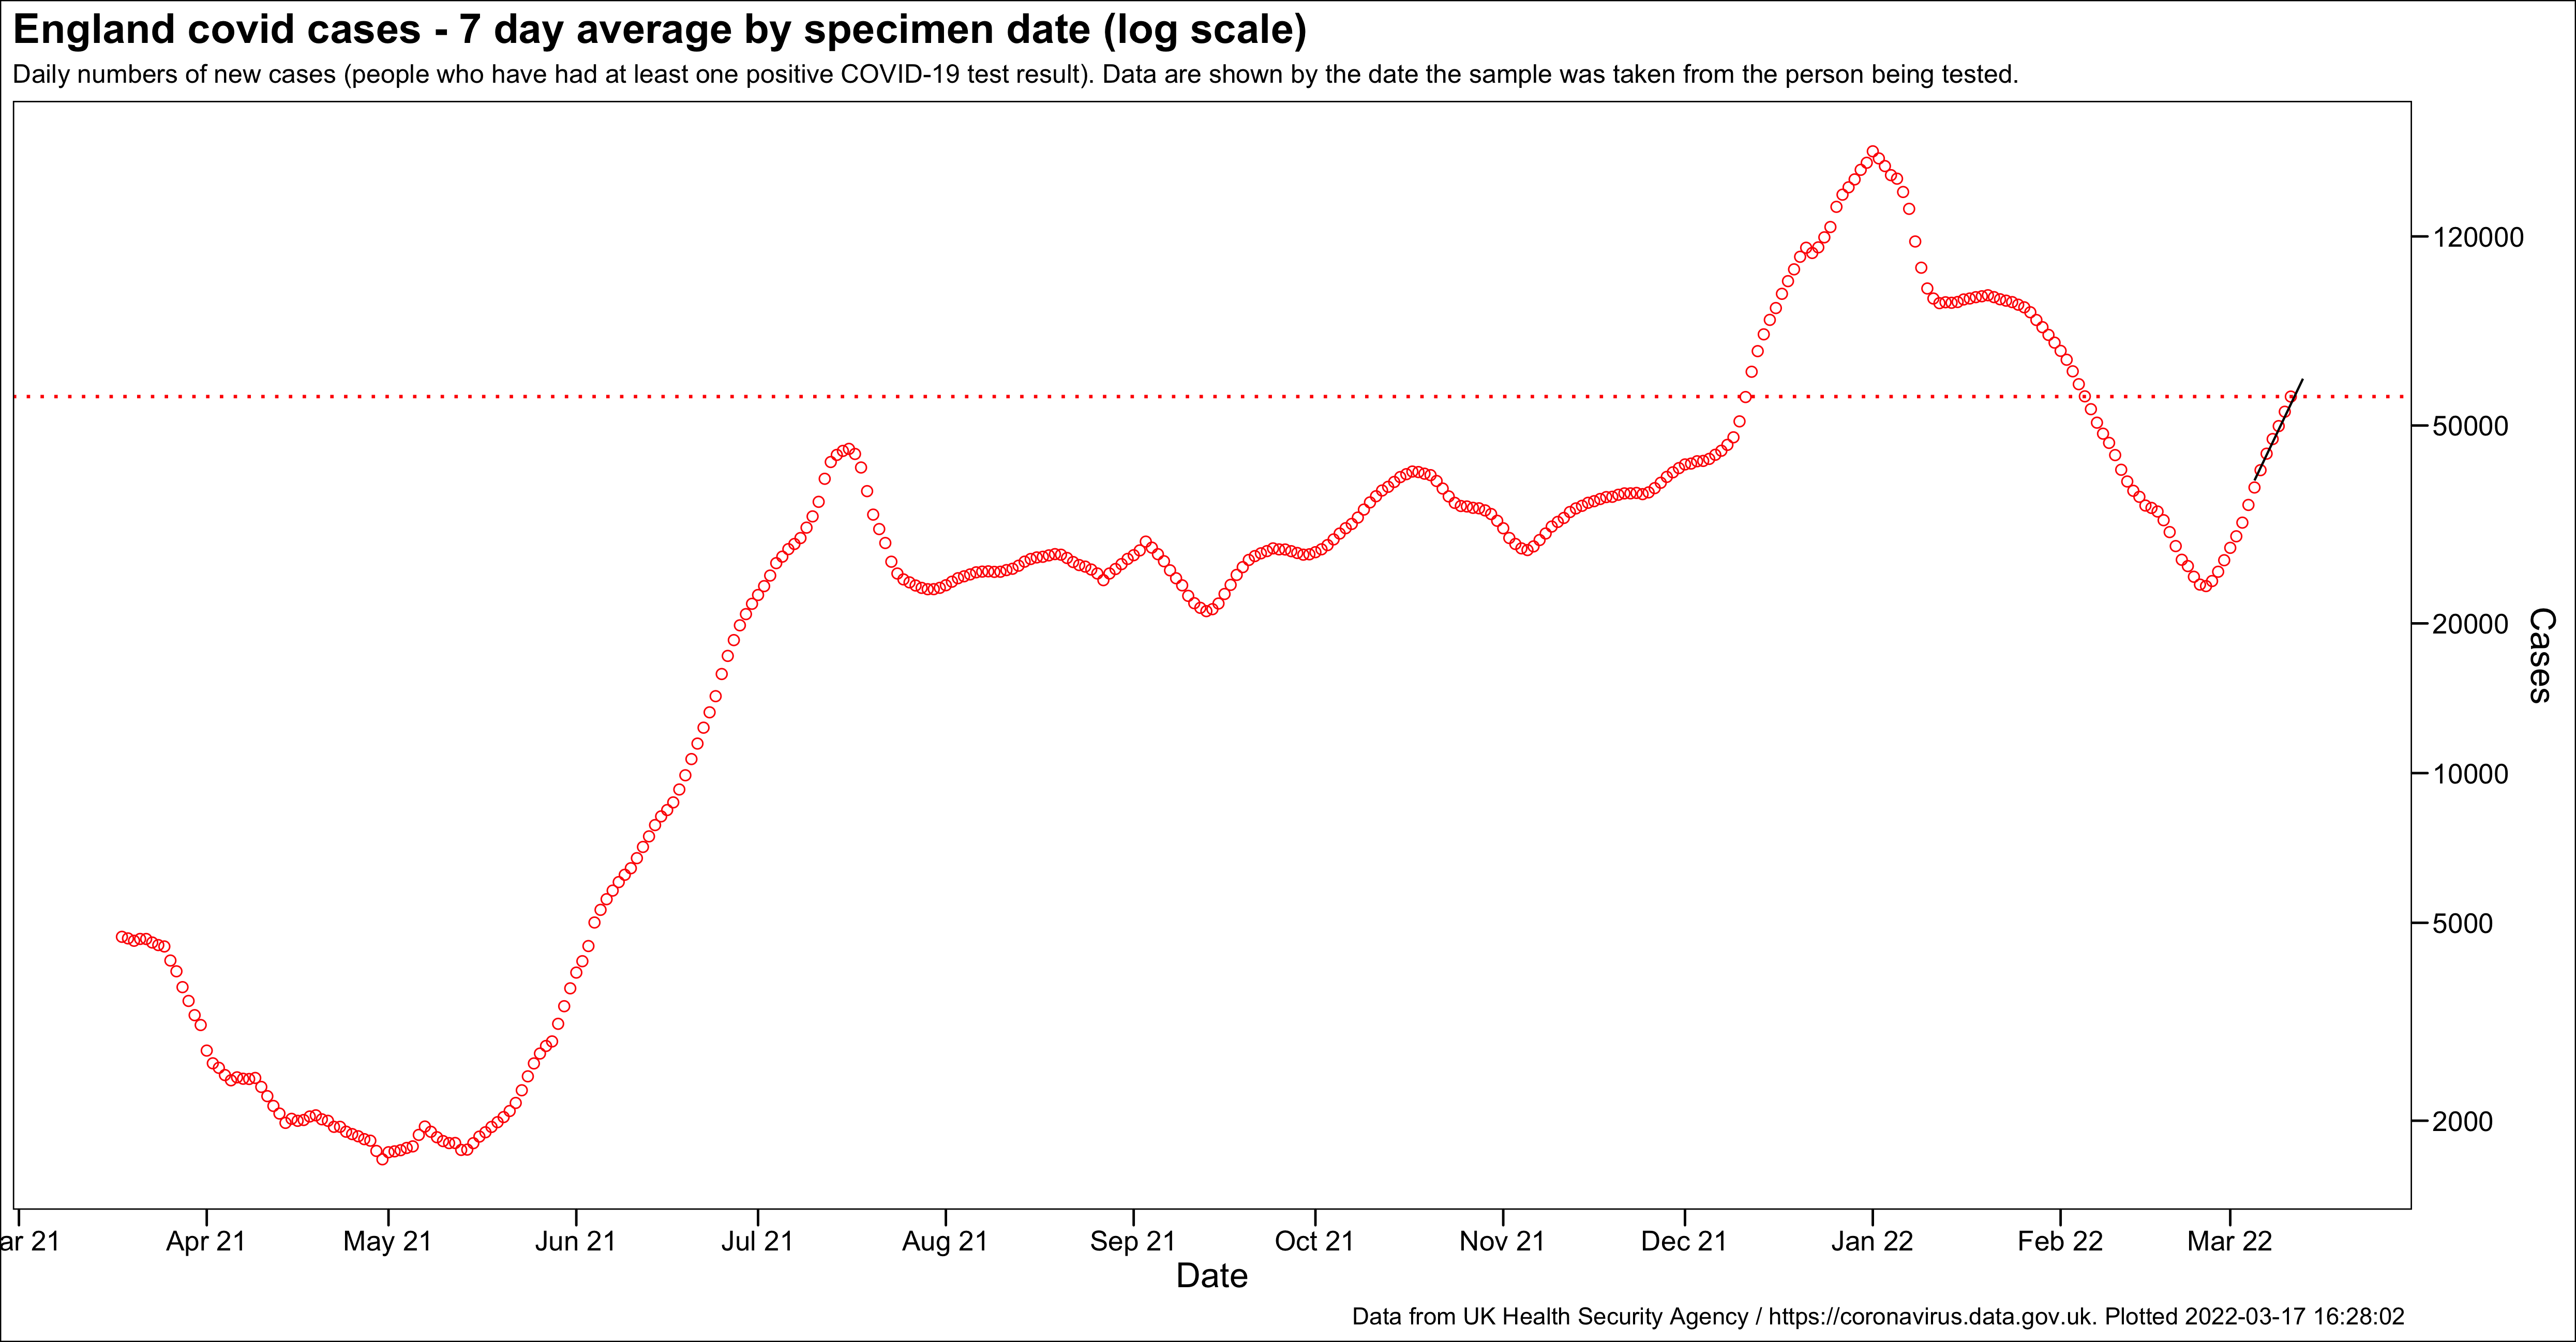 England covid cases - 7 day average by specimen date (log scale)
Daily numbers of new cases (people who have had at least one positive COVID-19 test result). Data are shown by the date the sample was taken from the person being tested.
120000
50000
20000
10000
5000
2000
Cases
ar 21 Apr 21 May 21 Jun 21 Jul 21 Aug 21 Sep 21 Oct 21 Nov 21 Dec 21 Jan 22 Feb 22 Mar 22
Date
Data from UK Health Security Agency / https://coronavirus.data.gov.uk. Plotted 2022-03-17 16:28:02